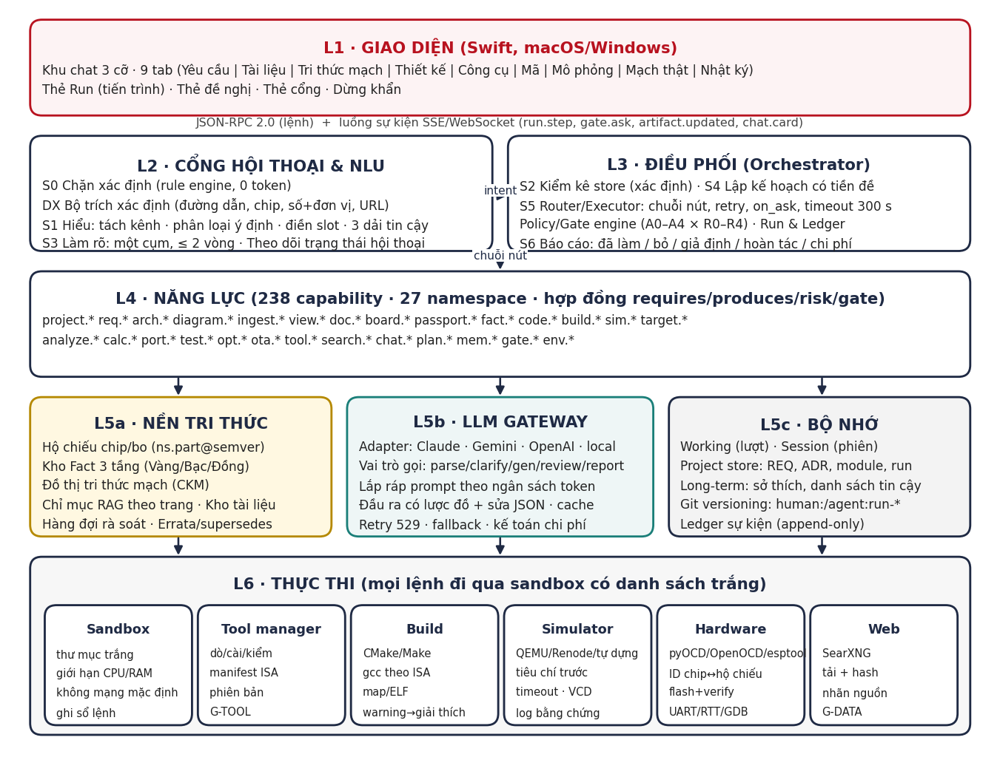 L1 · GIAO DIỆN (Swift, macOS/Windows)
Khu chat 3 cỡ · 9 tab (Yêu cầu | Tài liệu | Tri thức mạch | Thiết kế | Công cụ | Mã | Mô phỏng | Mạch thật | Nhật ký)
Thẻ Run (tiến trình) · Thẻ đề nghị · Thẻ cổng · Dừng khẩn
JSON-RPC 2.0 (lệnh) + luồng sự kiện SSE/WebSocket (run.step, gate.ask, artifact.updated, chat.card)
L2 · CỔNG HỘI THOẠI & NLU
S0 Chặn xác định (rule engine, 0 token)
DX Bộ trích xác định (đường dẫn, chip, số+đơn vị, URL)
S1 Hiểu: tách kênh · phân loại ý định · điền slot · 3 dải tin cậy
S3 Làm rõ: một cụm, ≤ 2 vòng · Theo dõi trạng thái hội thoại
intent
L3 · ĐIỀU PHỐI (Orchestrator)
S2 Kiểm kê store (xác định) · S4 Lập kế hoạch có tiền đề
S5 Router/Executor: chuỗi nút, retry, on_ask, timeout 300 s
Policy/Gate engine (A0–A4 × R0–R4) · Run & Ledger
S6 Báo cáo: đã làm / bỏ / giả định / hoàn tác / chi phí
chuỗi nút
L4 · NĂNG LỰC (238 capability · 27 namespace · hợp đồng requires/produces/risk/gate)
project.* req.* arch.* diagram.* ingest.* view.* doc.* board.* passport.* fact.* code.* build.* sim.* target.*
analyze.* calc.* port.* test.* opt.* ota.* tool.* search.* chat.* plan.* mem.* gate.* env.*
L5a · NỀN TRI THỨC
Hộ chiếu chip/bo (ns.part@semver)
Kho Fact 3 tầng (Vàng/Bạc/Đồng)
Đồ thị tri thức mạch (CKM)
Chỉ mục RAG theo trang · Kho tài liệu
Hàng đợi rà soát · Errata/supersedes
L5b · LLM GATEWAY
Adapter: Claude · Gemini · OpenAI · local
Vai trò gọi: parse/clarify/gen/review/report
Lắp ráp prompt theo ngân sách token
Đầu ra có lược đồ + sửa JSON · cache
Retry 529 · fallback · kế toán chi phí
L5c · BỘ NHỚ
Working (lượt) · Session (phiên)
Project store: REQ, ADR, module, run
Long-term: sở thích, danh sách tin cậy
Git versioning: human:/agent:run-*
Ledger sự kiện (append-only)
L6 · THỰC THI (mọi lệnh đi qua sandbox có danh sách trắng)
Sandbox
thư mục trắng
giới hạn CPU/RAM
không mạng mặc định
ghi sổ lệnh
Tool manager
dò/cài/kiểm
manifest ISA
phiên bản
G-TOOL
Build
CMake/Make
gcc theo ISA
map/ELF
warning→giải thích
Simulator
QEMU/Renode/tự dựng
tiêu chí trước
timeout · VCD
log bằng chứng
Hardware
pyOCD/OpenOCD/esptool
ID chip↔hộ chiếu
flash+verify
UART/RTT/GDB
Web
SearXNG
tải + hash
nhãn nguồn
G-DATA